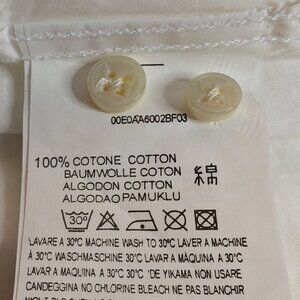 00E0AA6002BF03
100% COTONE COTTON
BAUMWOLLE COTON
ALGODON COTTON
ALGODAO PAMUKLU
綿
30°
LAVARE A 30°C MACHINE WASH TO 30°C LAVER A MACHINE
A 30°C WASCHMASCHINE 30°C LAVAR A MÁQUINA A 30°C
LAVAR A MAQUINA A 30°C 30°C 'DE YIKAMA NON USARE
CANDEGGINA NO CHLORINE BLEACH NE PAS BLANCHIR